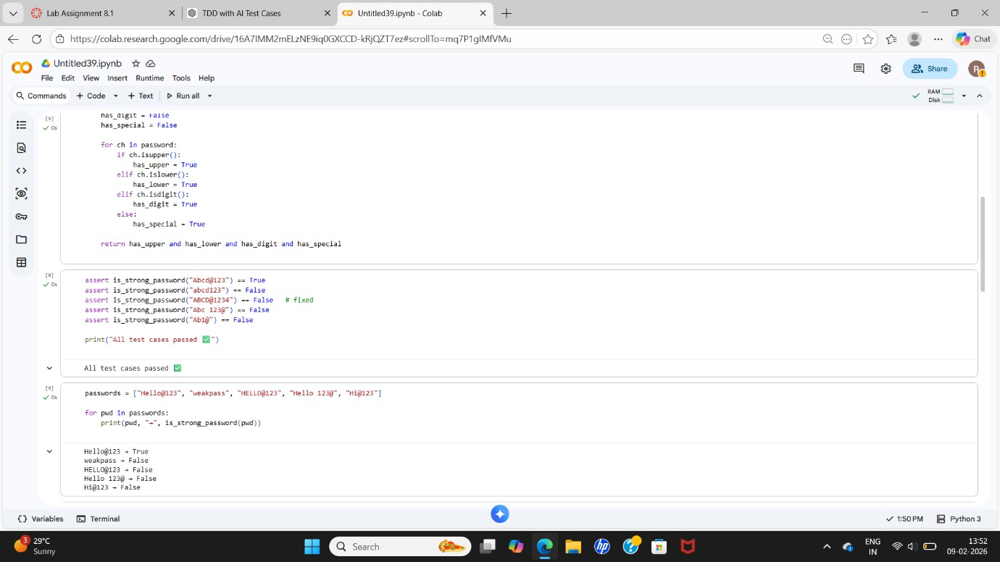 Lab Assignment 8.1
TDD with AI Test Cases
Untitled39.ipynb - Colab
https://colab.research.google.com/drive/16A7IMM2mELzNE9iq0GXCCD-kRjQZT7ez#scrollTo=mq7P1gIMfVMu
Chat
CO
Untitled39.ipynb
File Edit View Insert Runtime Tools Help
Share
R
Commands + Code + Text Run all
RAM
Disk
[5]
0s
has_digit = False
has_special = False
for ch in password:
if ch.isupper():
has_upper = True
elif ch.islower():
has_lower = True
elif ch.isdigit():
has_digit = True
else:
has_special = True
return has_upper and has_lower and has_digit and has_special
[8]
0s
assert is_strong_password("Abcd@123") == True
assert is_strong_password("abcd123") == False
assert is_strong_password("ABCD@1234") == False # fixed
assert is_strong_password("Abc 123@") == False
assert is_strong_password("Ab1@") == False
print("All test cases passed ✅")
All test cases passed ✅
[9]
0s
passwords = ["Hello@123", "weakpass", "HELLO@123", "Hello 123@", "Hi@123"]
for pwd in passwords:
print(pwd, "→", is_strong_password(pwd))
Hello@123 → True
weakpass → False
HELLO@123 → False
Hello 123@ → False
Hi@123 → False
{} Variables Terminal
1:50 PM Python 3
3
29°C
Sunny
Search
hp
ENG
IN
13:52
09-02-2026